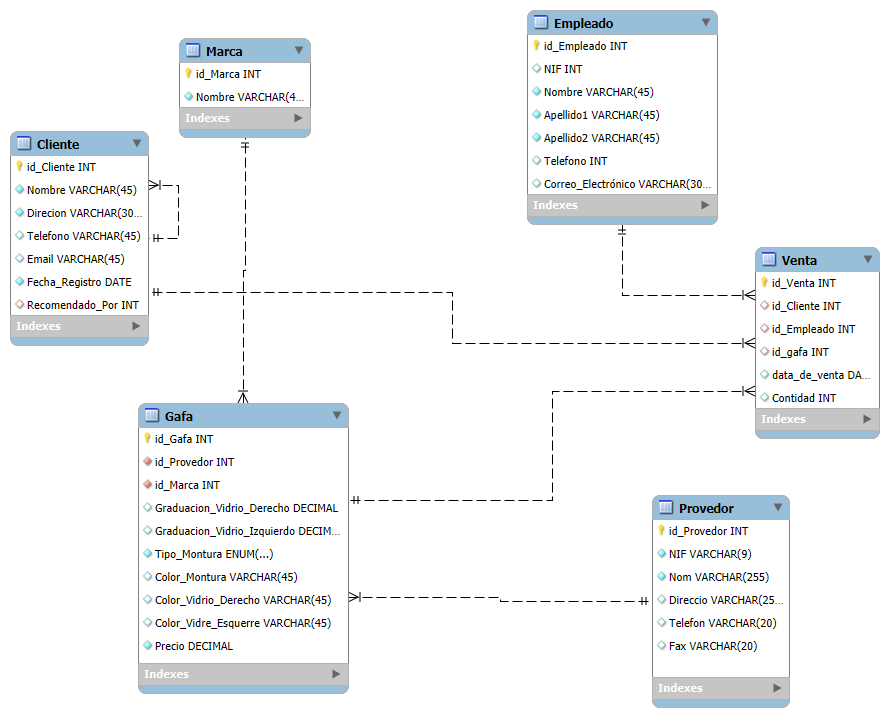 Marca
id_Marca INT
Nombre VARCHAR(4...
Indexes
Empleado
id_Empleado INT
NIF INT
Nombre VARCHAR(45)
Apellido1 VARCHAR(45)
Apellido2 VARCHAR(45)
Telefono INT
Correo_Electrónico VARCHAR(30...
Indexes
Cliente
id_Cliente INT
Nombre VARCHAR(45)
Direcion VARCHAR(30...
Telefono VARCHAR(45)
Email VARCHAR(45)
Fecha_Registro DATE
Recomendado_Por INT
Indexes
Venta
id_Venta INT
id_Cliente INT
id_Empleado INT
id_gafa INT
data_de_venta DA...
Contidad INT
Indexes
Gafa
id_Gafa INT
id_Provedor INT
id_Marca INT
Graduacion_Vidrio_Derecho DECIMAL
Graduacion_Vidrio_Izquierdo DECIM...
Tipo_Montura ENUM(...)
Color_Montura VARCHAR(45)
Color_Vidrio_Derecho VARCHAR(45)
Color_Vidre_Esquerre VARCHAR(45)
Precio DECIMAL
Indexes
Provedor
id_Provedor INT
NIF VARCHAR(9)
Nom VARCHAR(255)
Direccio VARCHAR(25...
Telefon VARCHAR(20)
Fax VARCHAR(20)
Indexes